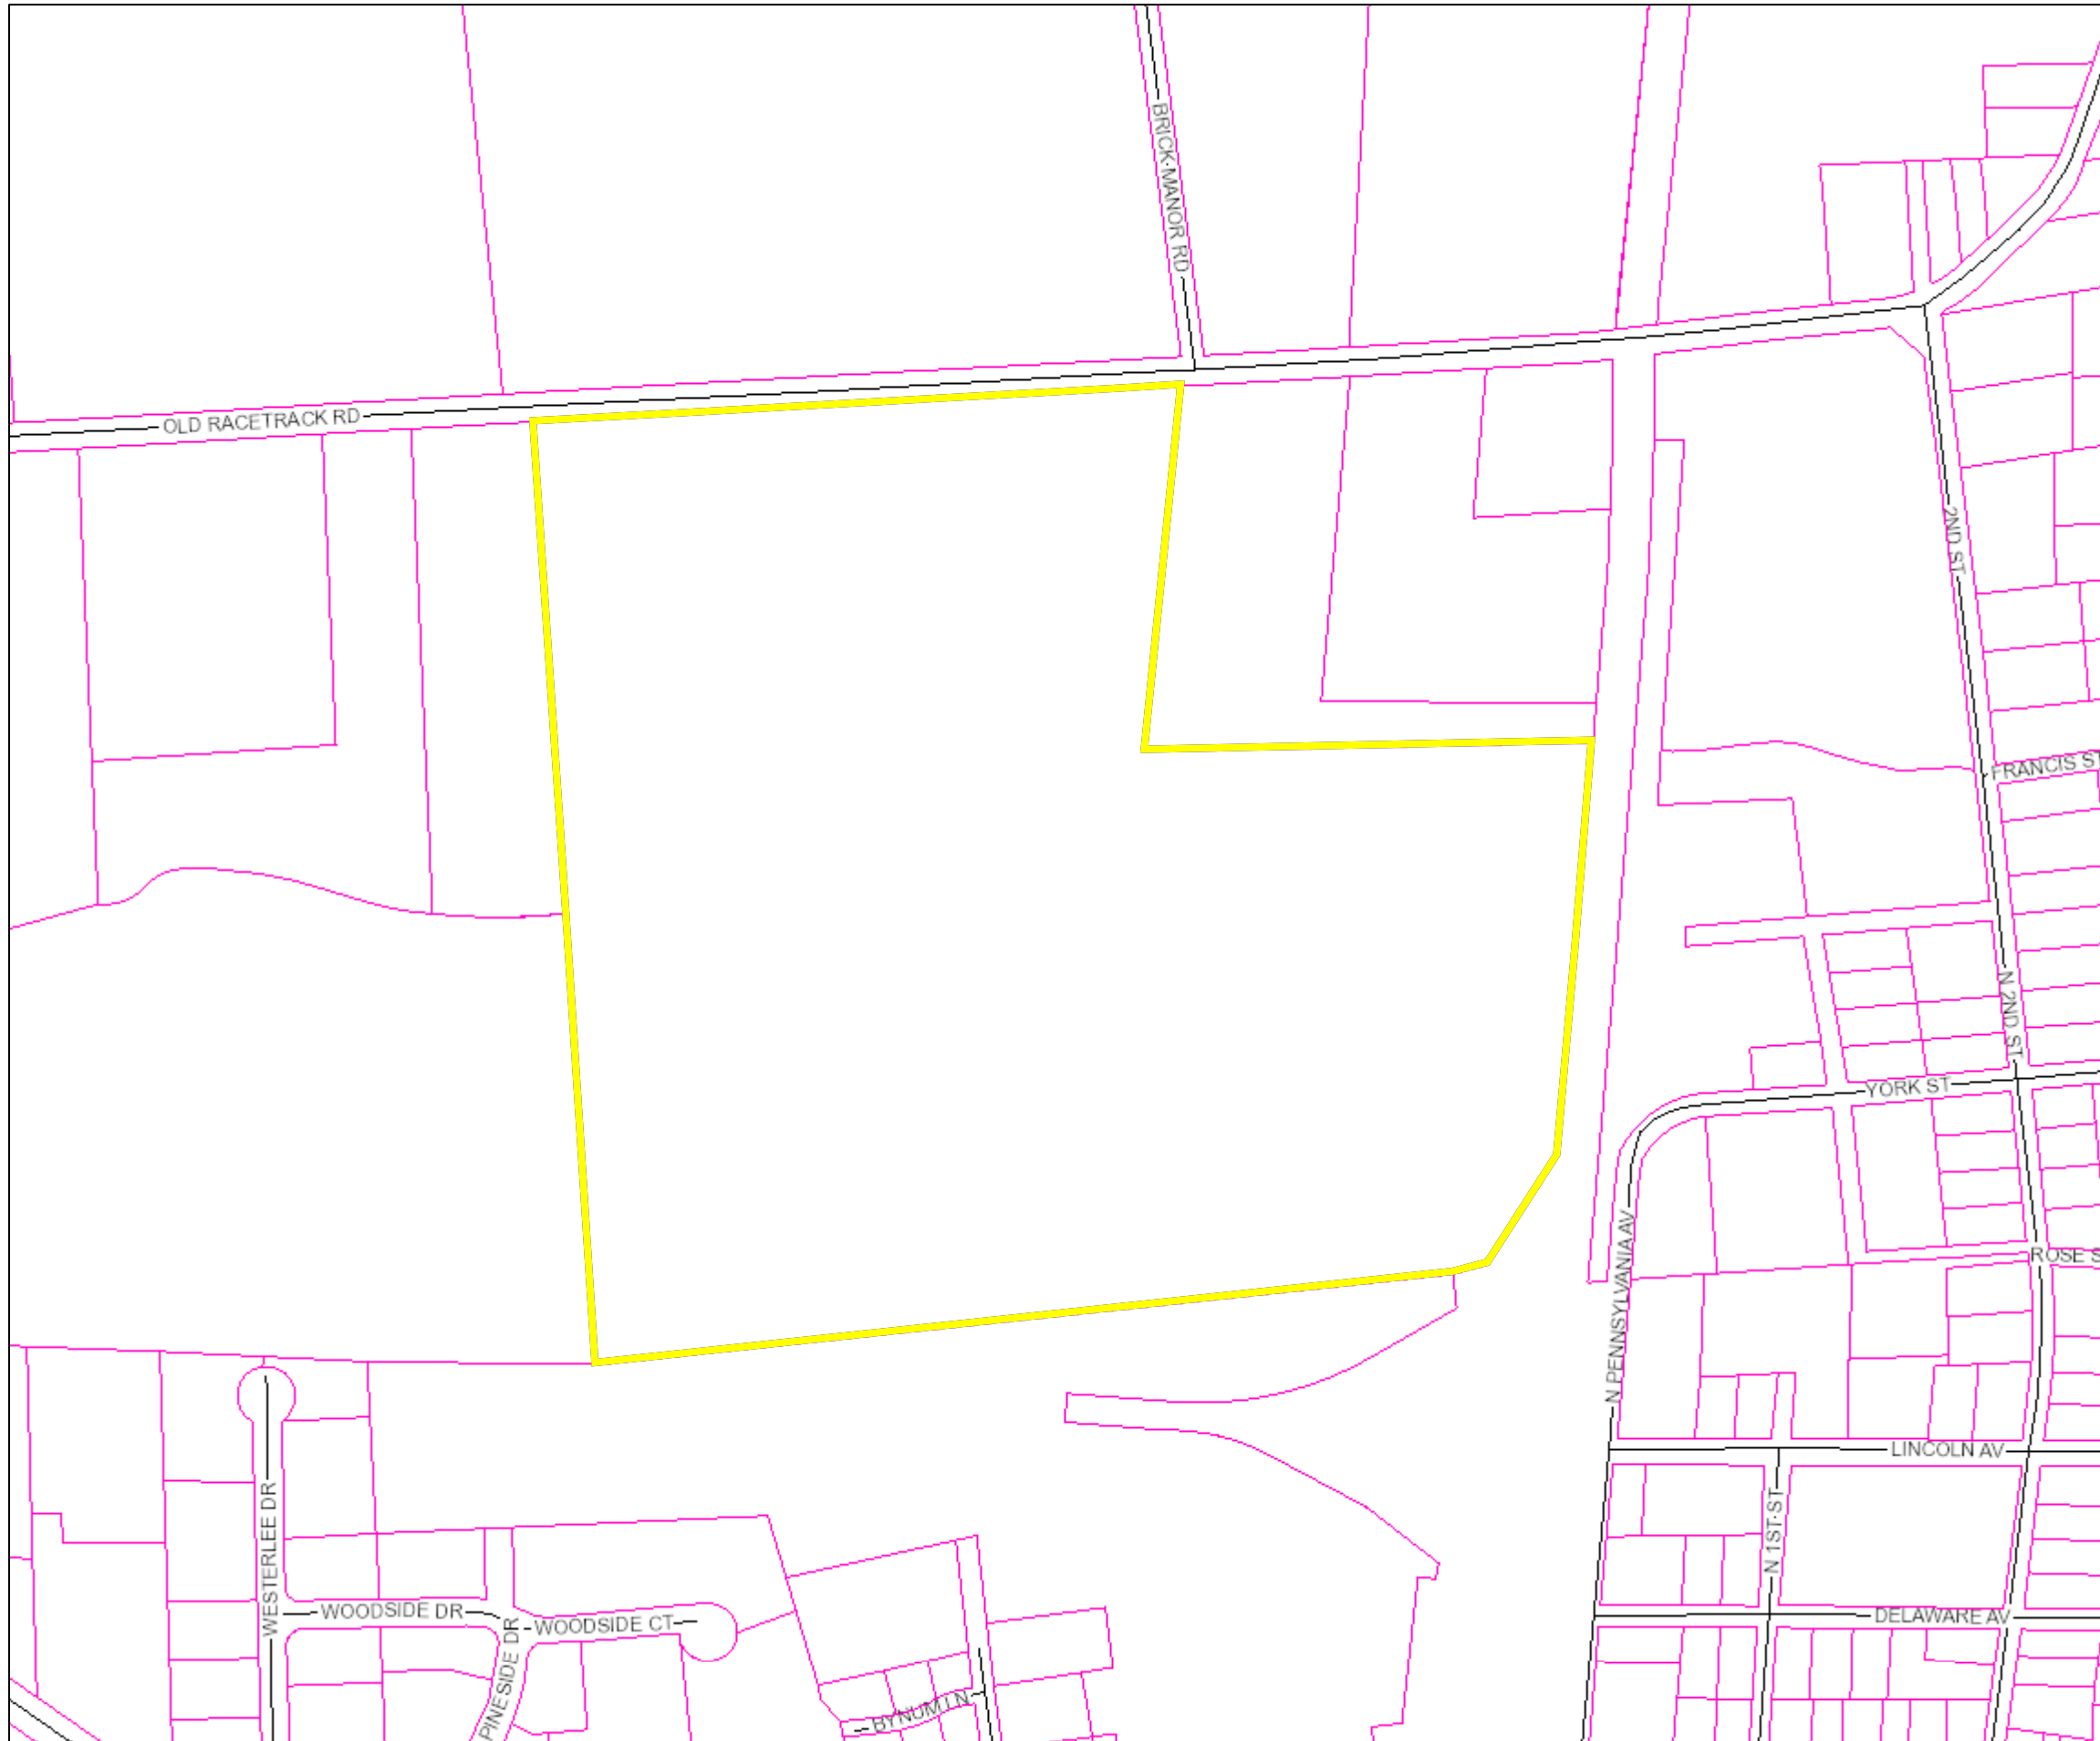 BRICK MANOR RD
OLD RACETRACK RD
2ND ST
FRANCIS ST
N 2ND ST
YORK ST
N PENNSYLVANIA AV
ROSE S
LINCOLN AV
WESTERLEE DR
N 1ST ST
WOODSIDE DR
WOODSIDE CT
DELAWARE AV
PINESIDE DR
BYNUM LN